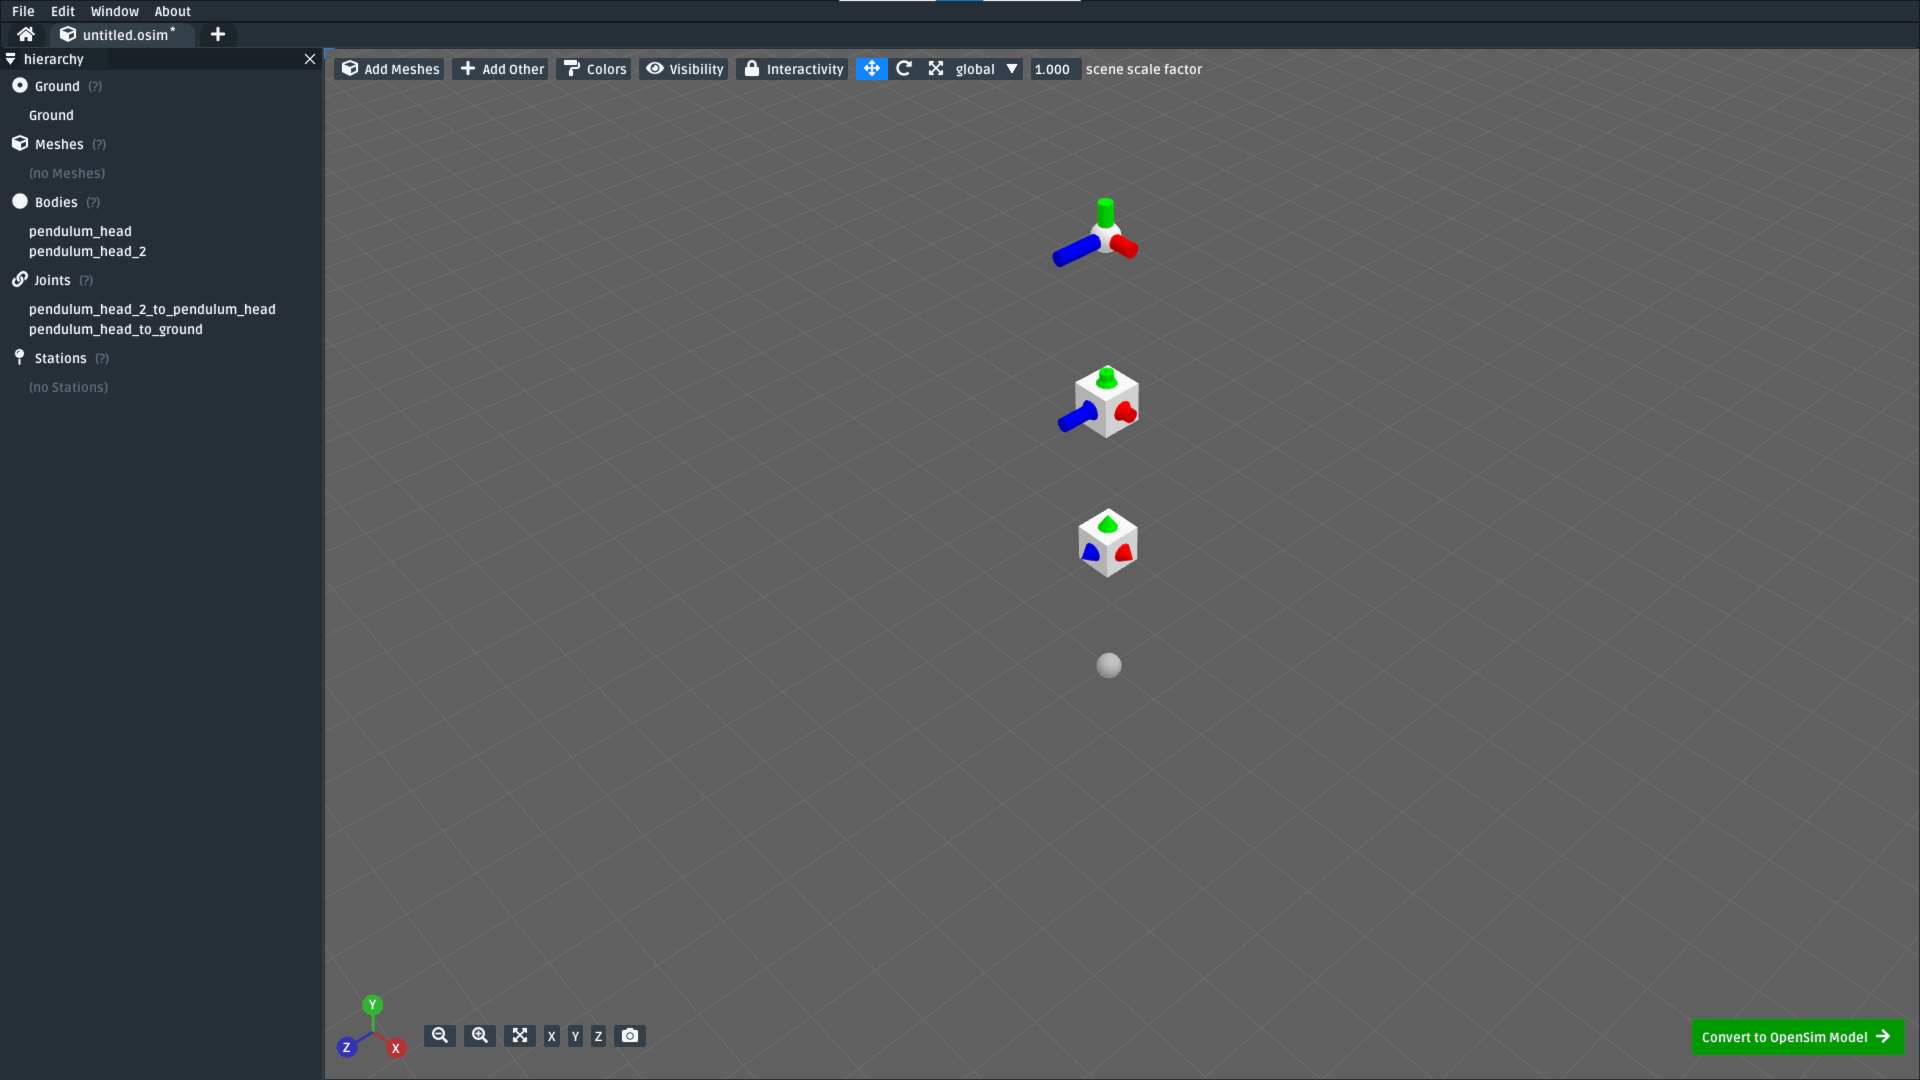 File Edit Window About
untitled.osim*
hierarchy
Ground (?)
Ground
Meshes (?)
(no Meshes)
Bodies (?)
pendulum_head
pendulum_head_2
Joints (?)
pendulum_head_2_to_pendulum_head
pendulum_head_to_ground
Stations (?)
(no Stations)
Add Meshes Add Other Colors Visibility Interactivity global 1.000 scene scale factor
Y
Z X
X Y Z
Convert to OpenSim Model